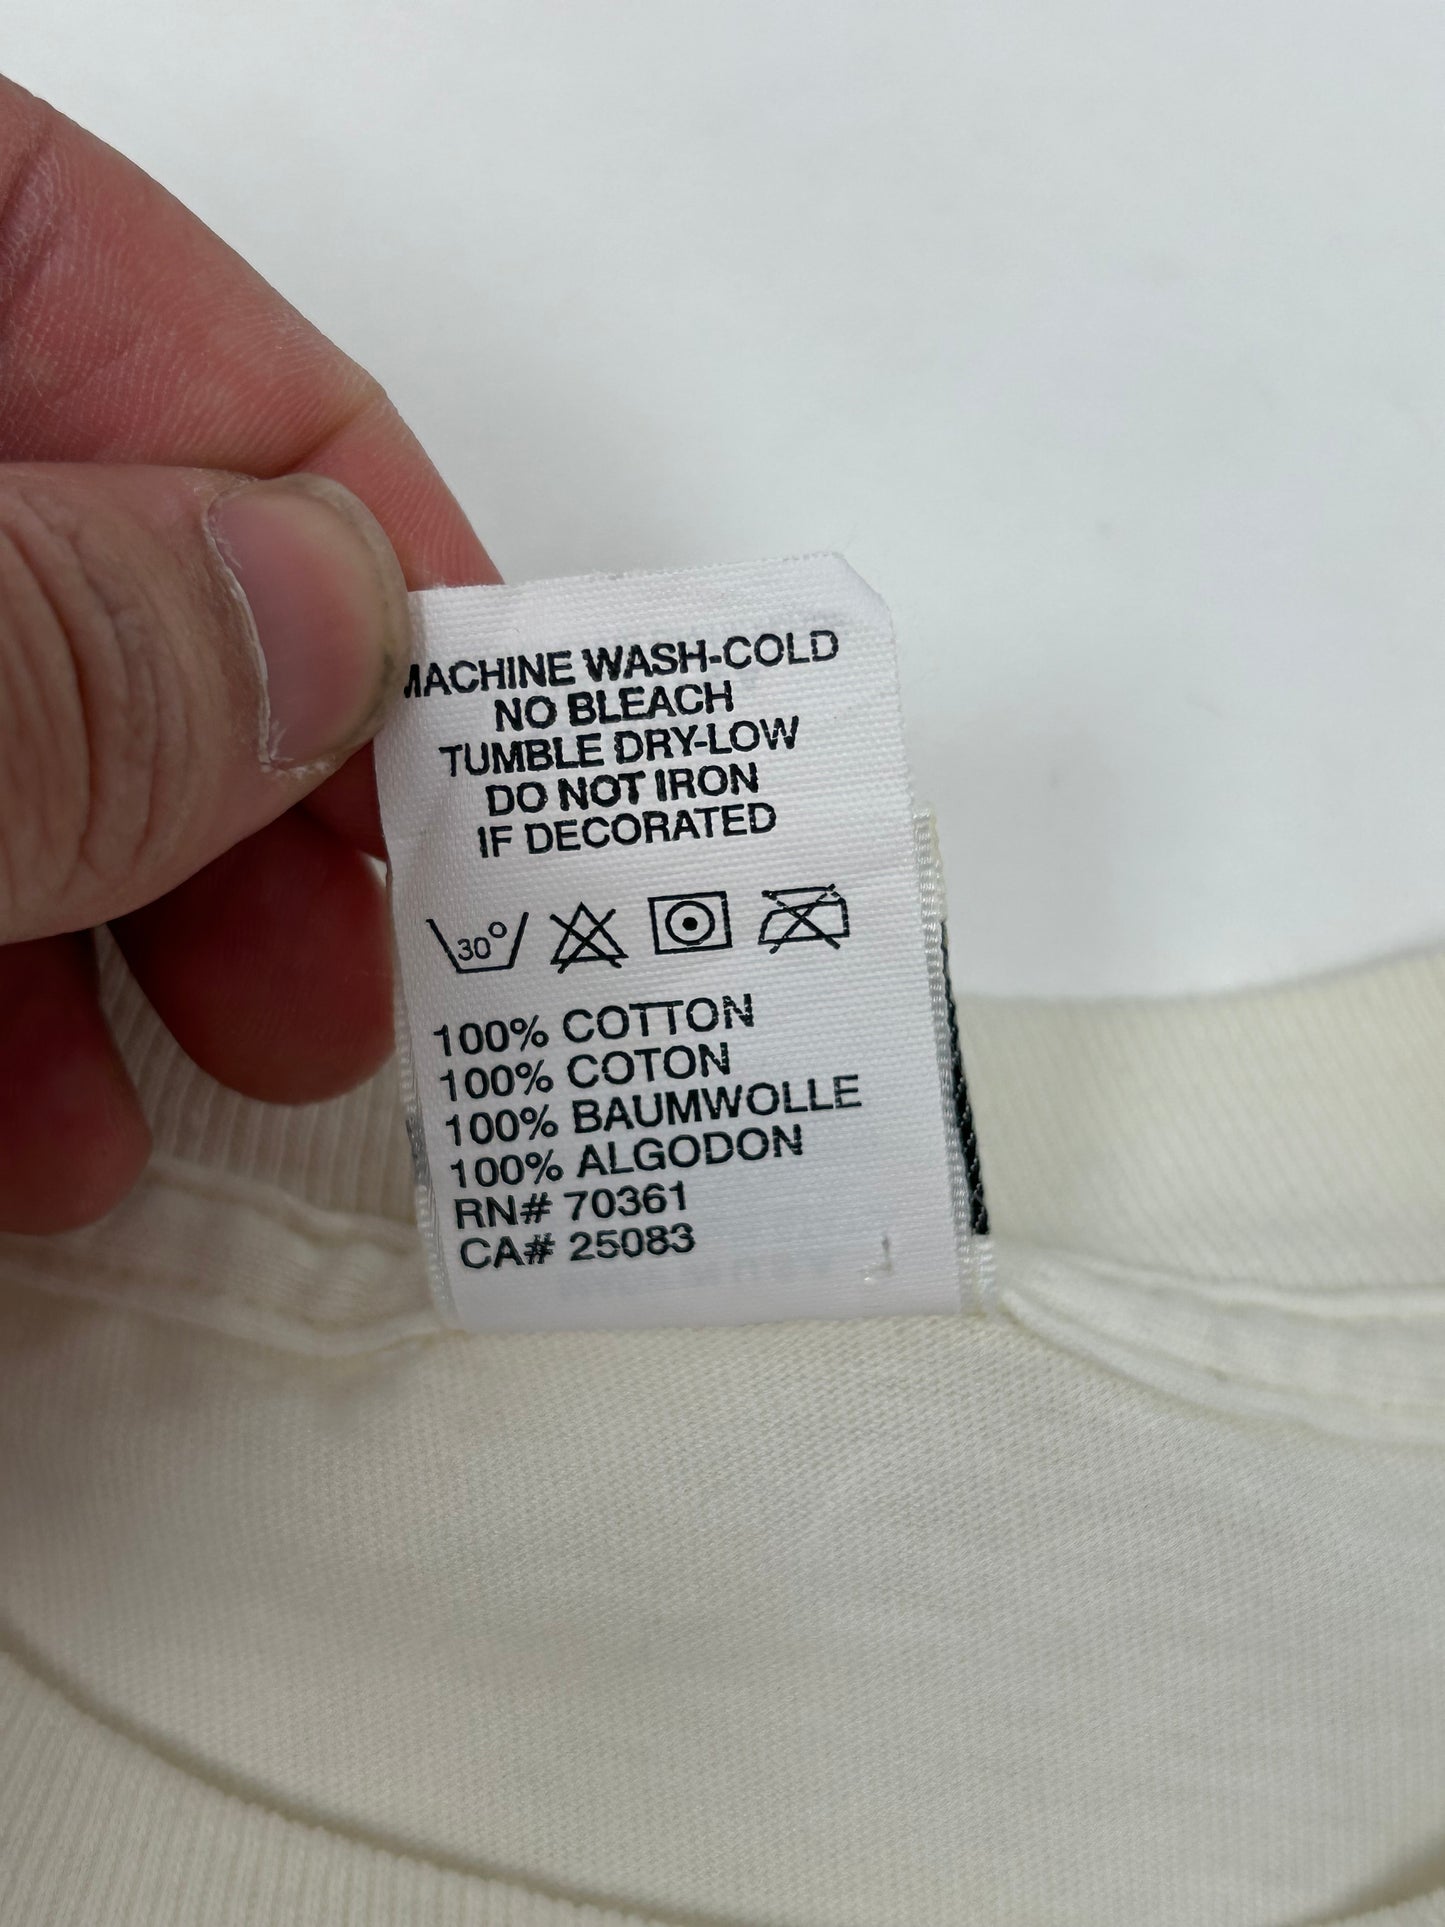 MACHINE WASH-COLD
NO BLEACH
TUMBLE DRY-LOW
DO NOT IRON
IF DECORATED
30°
100% COTTON
100% COTON
100% BAUMWOLLE
100% ALGODON
RN# 70361
CA# 25083